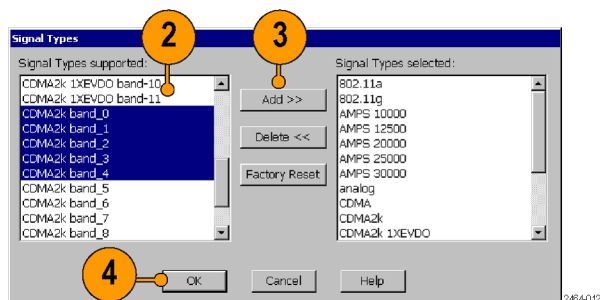 Signal Types
2
3
Signal Types supported:
Signal Types selected:
CDMA2k 1XEVDO band-10
CDMA2k 1XEVDO band-11
CDMA2k band_0
CDMA2k band_1
CDMA2k band_2
CDMA2k band_3
CDMA2k band_4
CDMA2k band_5
CDMA2k band_6
CDMA2k band_7
CDMA2k band_8
Add >>
Delete <<
Factory Reset
802.11a
802.11g
AMPS 10000
AMPS 12500
AMPS 20000
AMPS 25000
AMPS 30000
analog
CDMA
CDMA2k
CDMA2k 1XEVDO
4
OK
Cancel
Help
2464-012